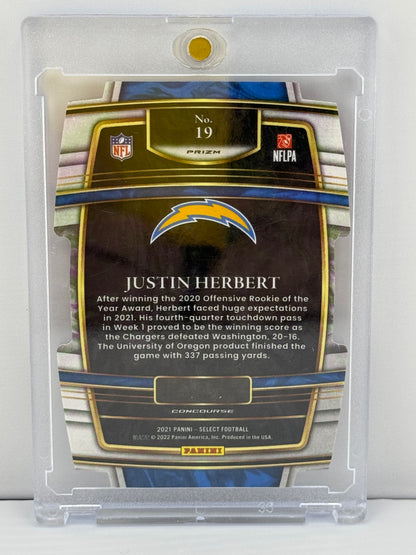 No.
19
PRIZM
NFL
NFLPA
JUSTIN HERBERT
After winning the 2020 Offensive Rookie of the
Year Award, Herbert faced huge expectations
in 2021. His fourth-quarter touchdown pass
in Week 1 proved to be the winning score as
the Chargers defeated Washington, 20-16.
The University of Oregon product finished the
game with 337 passing yards.
CONCOURSE
2021 PANINI - SELECT FOOTBALL
© 2022 Panini America, Inc. Produced in the USA.
PANINI